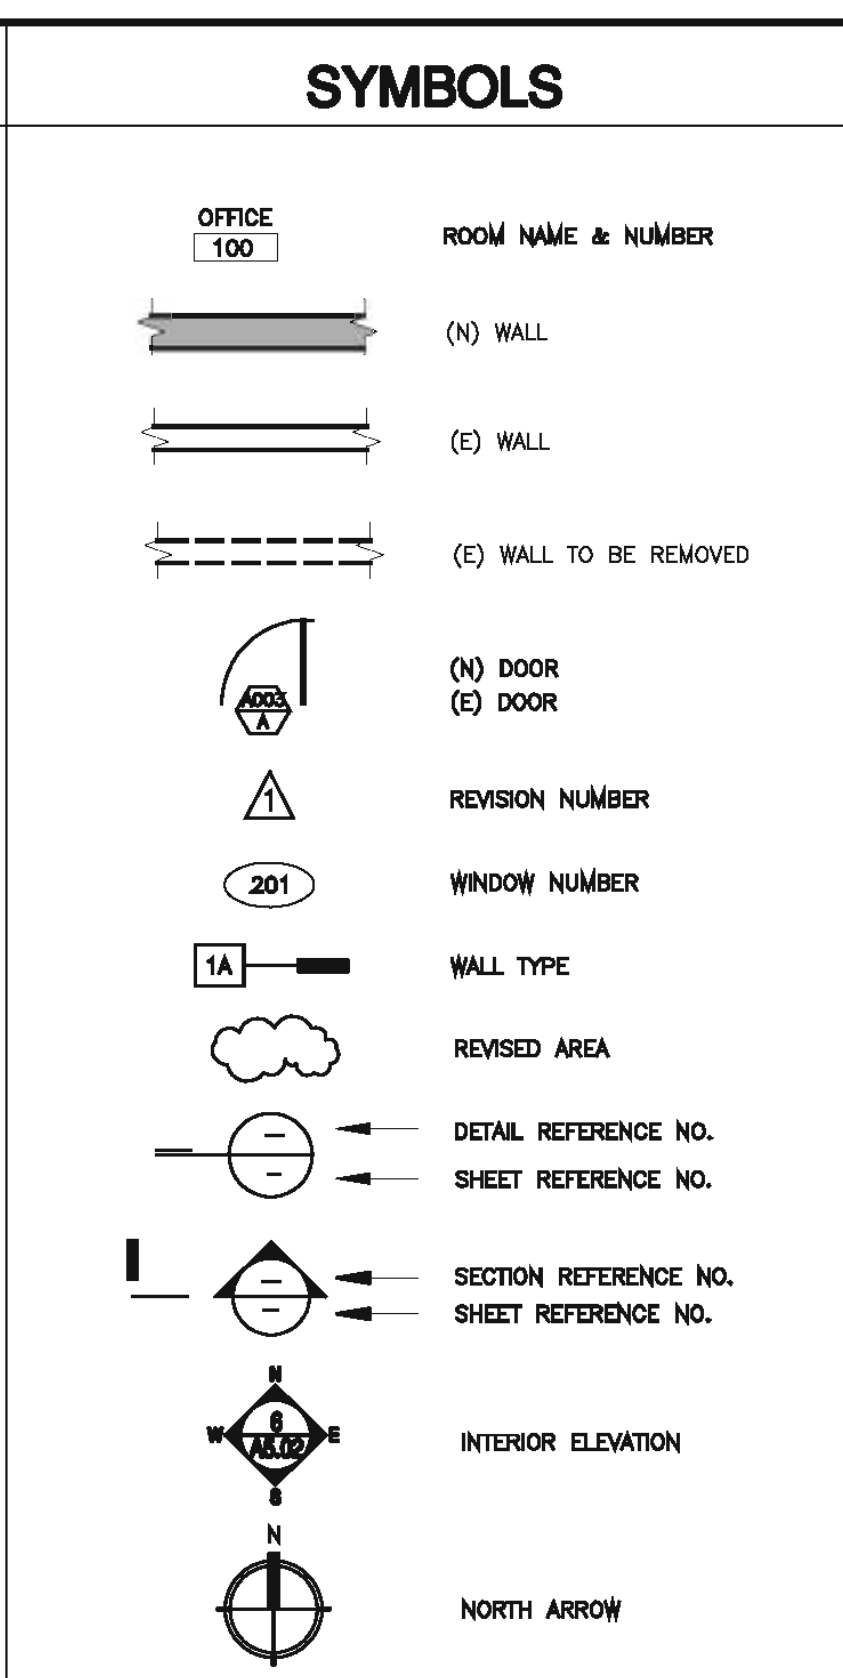 SYMBOLS
OFFICE
100
ROOM NAME & NUMBER
(N) WALL
(E) WALL
(E) WALL TO BE REMOVED
(N) DOOR
(E) DOOR
A003
A
1
REVISION NUMBER
201
WINDOW NUMBER
1A
WALL TYPE
REVISED AREA
DETAIL REFERENCE NO.
SHEET REFERENCE NO.
SECTION REFERENCE NO.
SHEET REFERENCE NO.
N
6
W E
A5.02
S
INTERIOR ELEVATION
N
NORTH ARROW